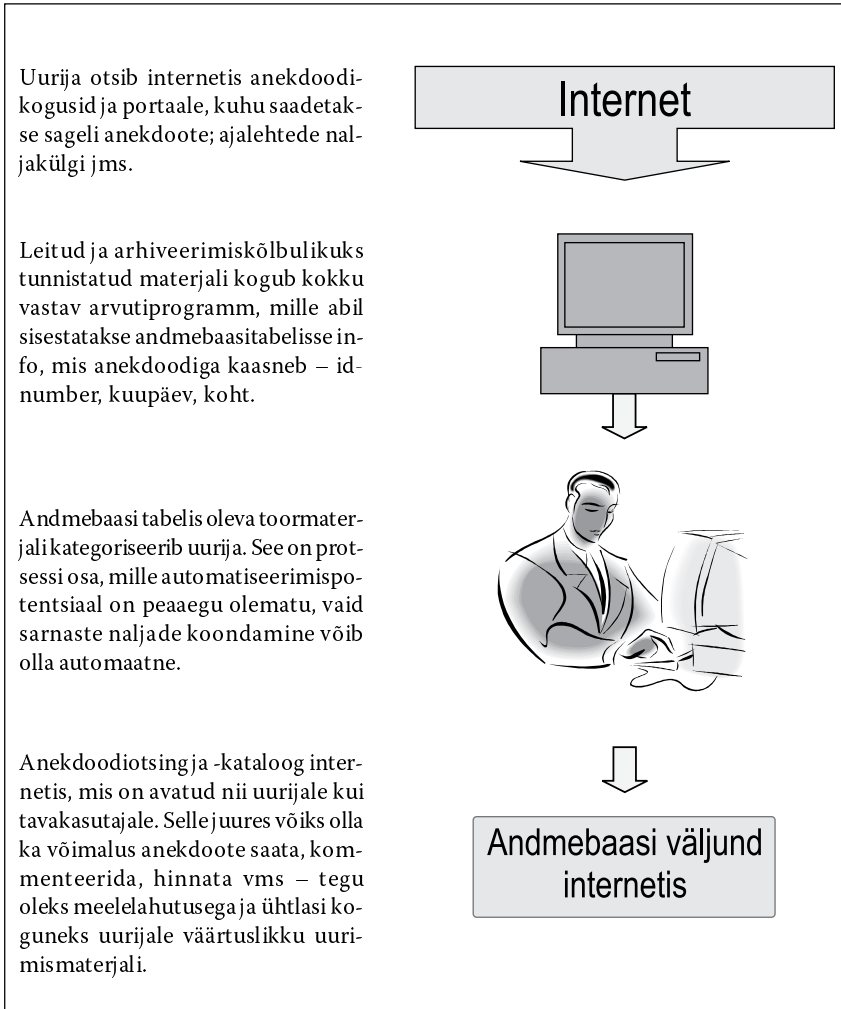 Uurija otsib internetis anekdoodi-
kogusid ja portaale, kuhu saadetak-
se sageli anekdoote; ajalehtede nal-
jakülgi jms.
Internet
Leitud ja arhiveerimiskõlbulikuks
tunnistatud materjali kogub kokku
vastav arvutiprogramm, mille abil
sisestatakse andmebaasitabelisse in-
fo, mis anekdoodiga kaasneb – id-
number, kuupäev, koht.
Andmebaasi tabelis oleva toormater-
jali kategoriseerib uurija. See on prot-
sessi osa, mille automatiseerimispo-
tentsiaal on peaaegu olematu, vaid
sarnaste naljade koondamine võib
olla automaatne.
Anekdoodiotsing ja -kataloog inter-
netis, mis on avatud nii uurijale kui
tavakasutajale. Selle juures võiks olla
ka võimalus anekdoote saata, kom-
menteerida, hinnata vms – tegu
oleks meelelahutusega ja ühtlasi ko-
guneks uurijale väärtuslikku uuri-
mismaterjali.
Andmebaasi väljund
internetis